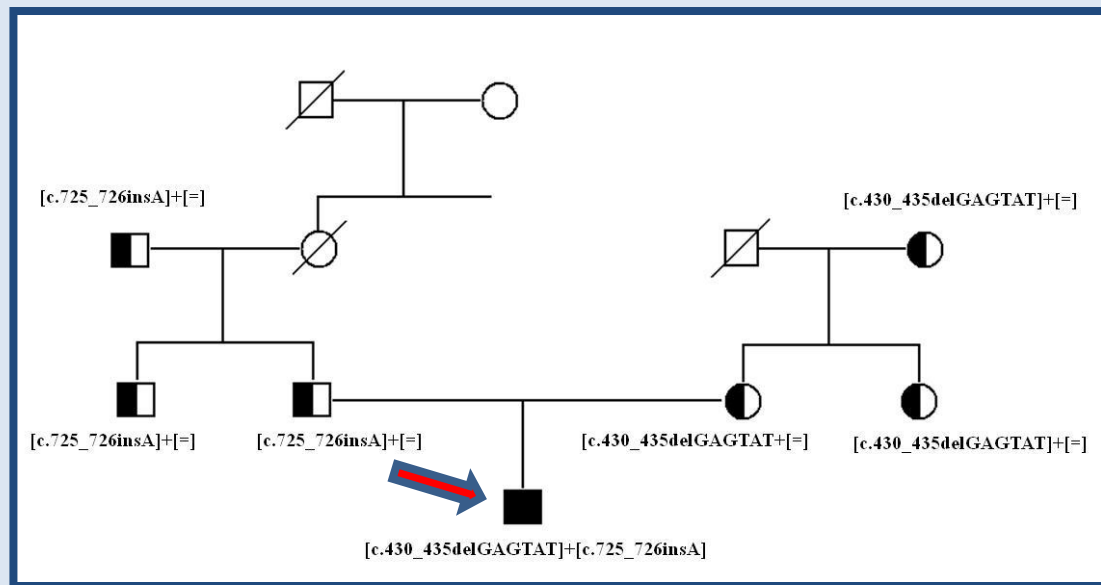 [c.725_726insA]+[=]
[c.430_435delGAGTAT]+[=]
[c.725_726insA]+[=]
[c.725_726insA]+[=]
[c.430_435delGAGTAT+[=]
[c.430_435delGAGTAT]+[=]
[c.430_435delGAGTAT]+[c.725_726insA]